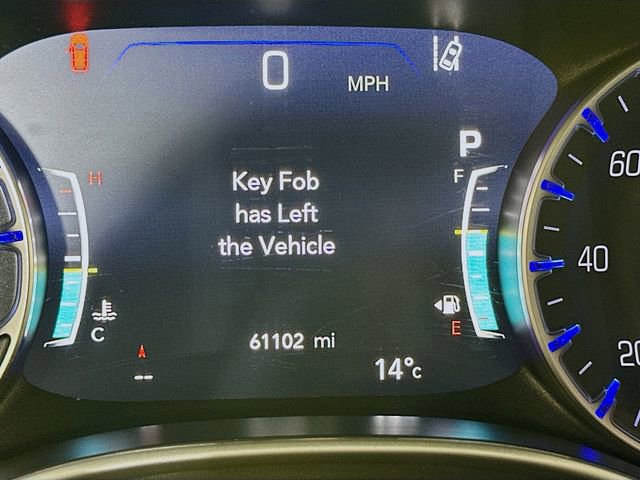 0
MPH
P
H
F
Key Fob
has Left
the Vehicle
C
E
61102 mi
--
14°C
60
40
20